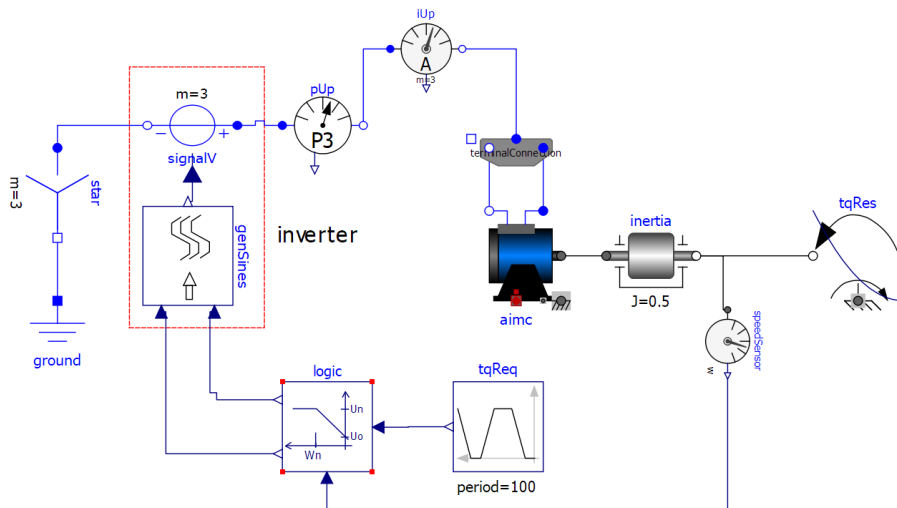 iUp
A
m=3
pUp
m=3
P3
signalV
terminalConnection
star
m=3
genSines
inverter
inertia
tqRes
J=0.5
aimc
speedSensor
w
ground
logic
tqReq
Un
Uo
Wn
period=100